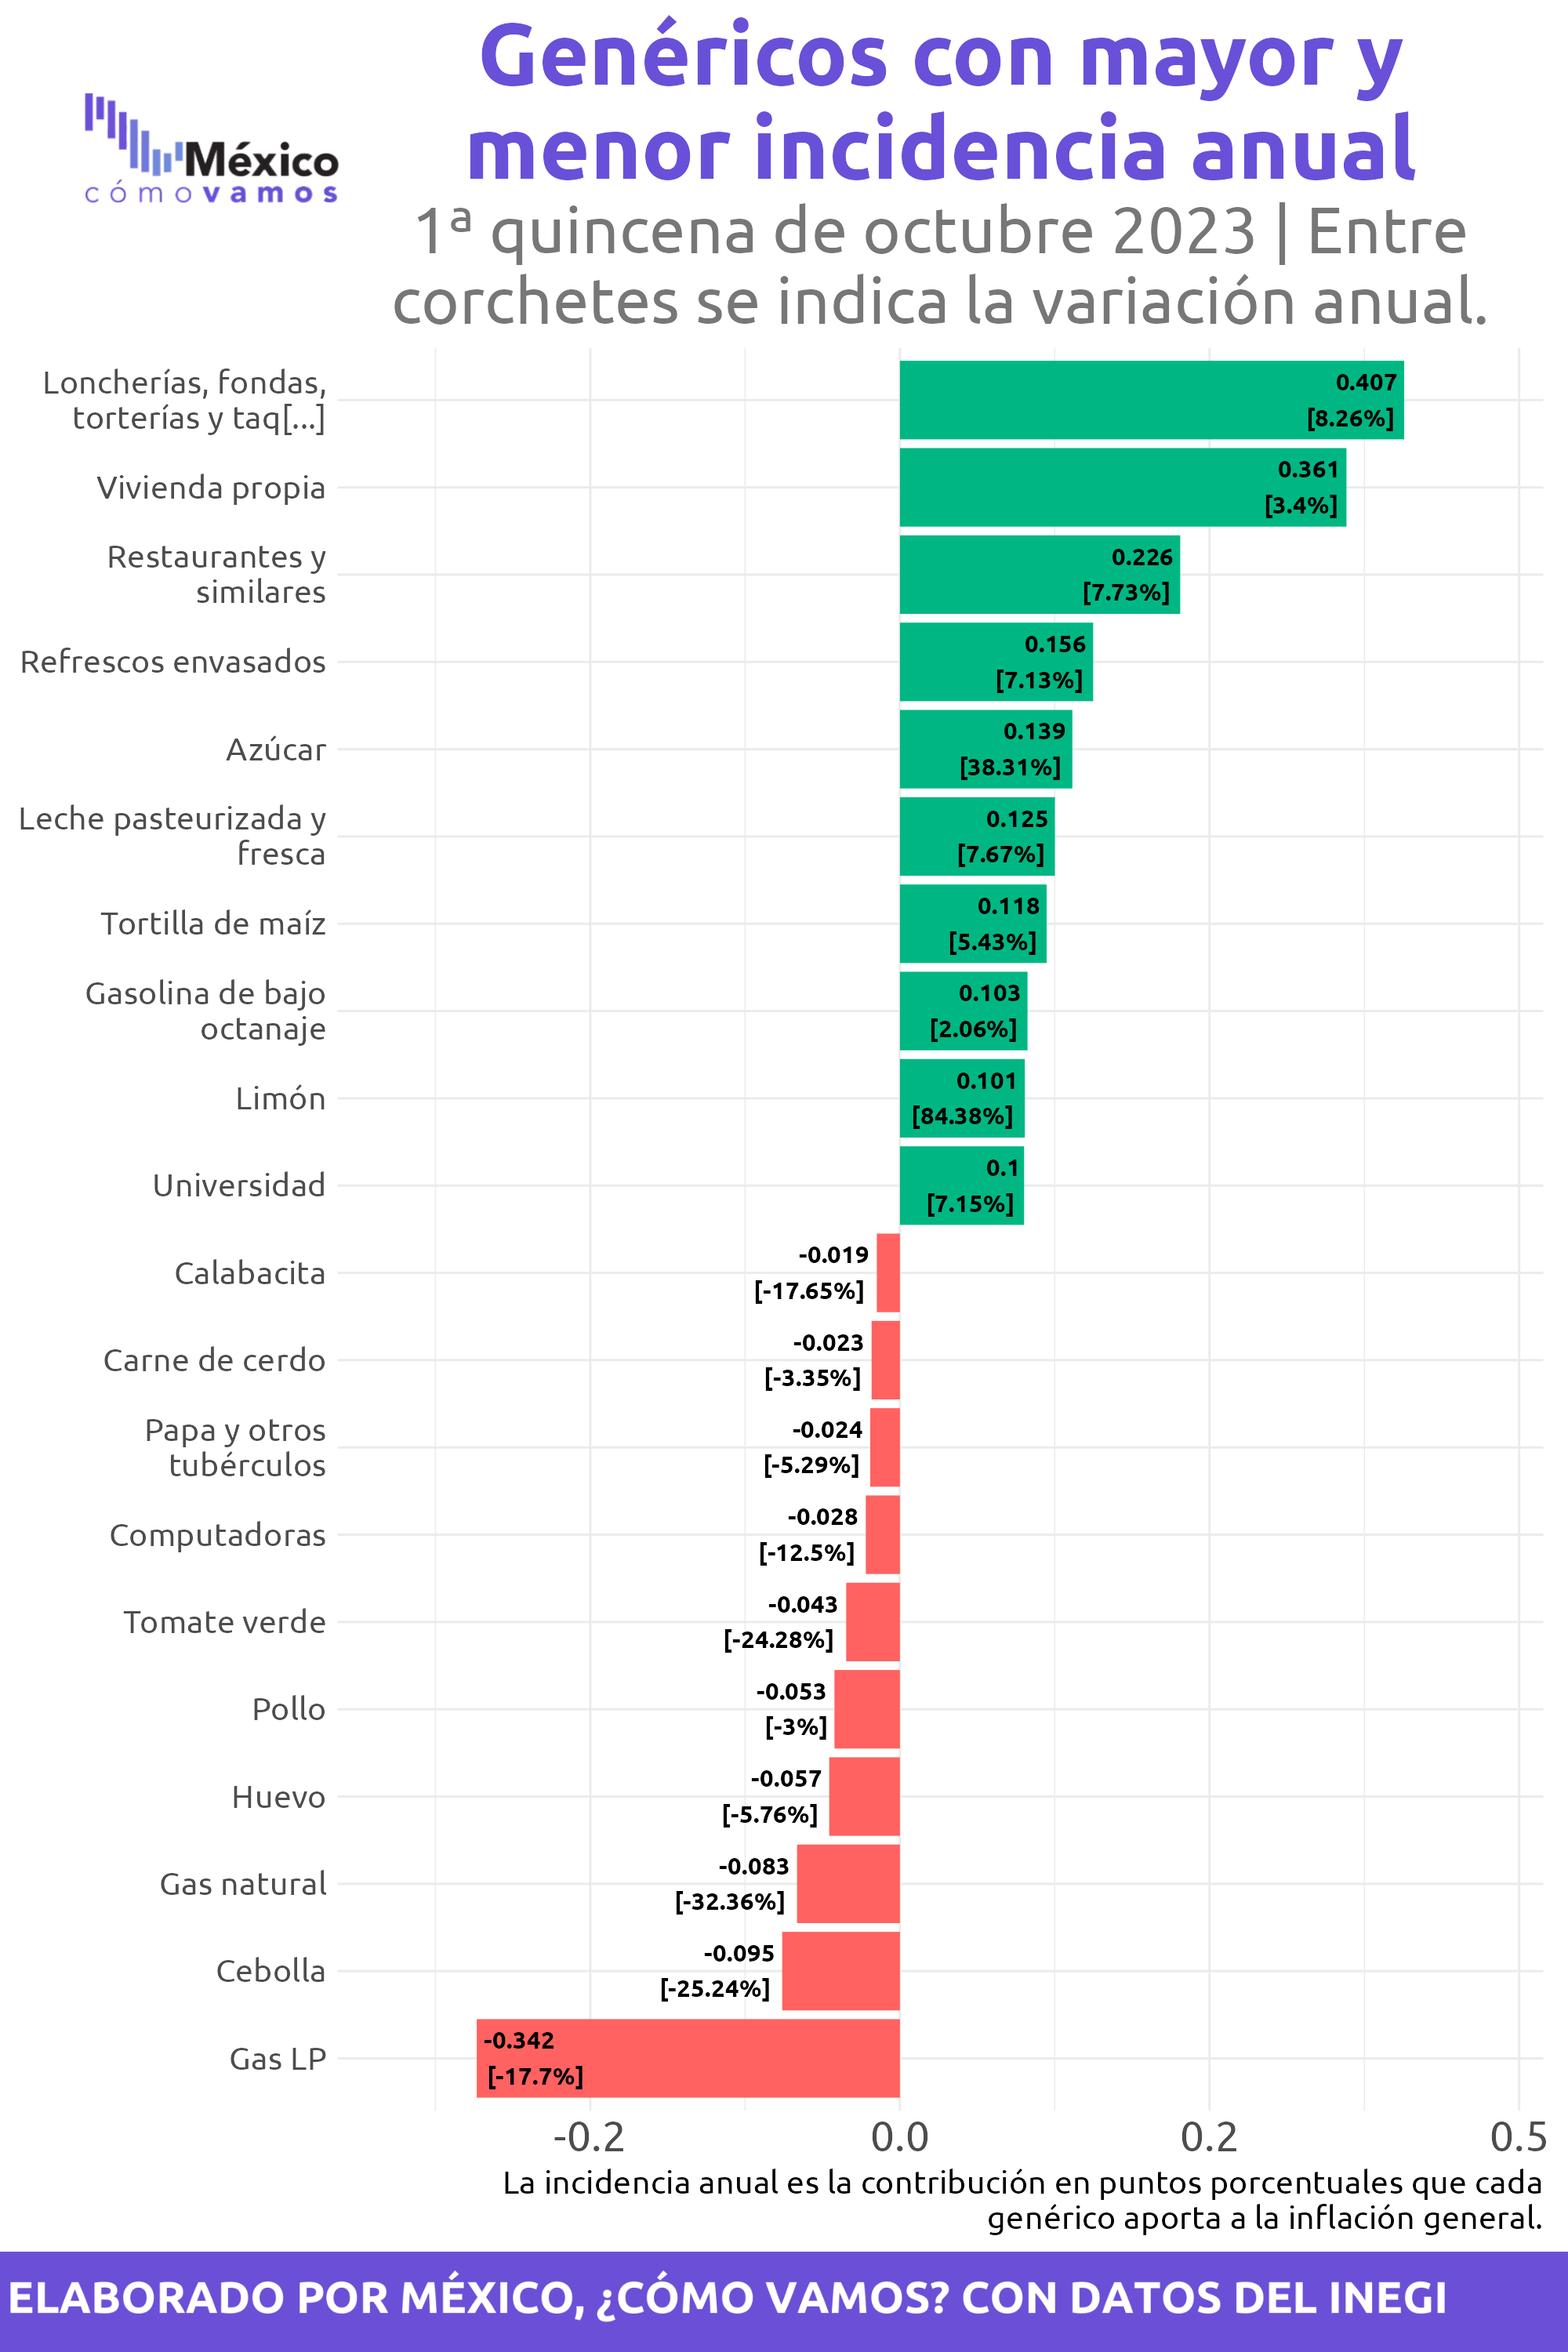 Genéricos con mayor y
menor incidencia anual
México
cómovamos
1ª quincena de octubre 2023 | Entre
corchetes se indica la variación anual.
Loncherías, fondas,
torterías y taq[...]
0.407
[8.26%]
Vivienda propia
0.361
[3.4%]
Restaurantes y
similares
0.226
[7.73%]
Refrescos envasados
0.156
[7.13%]
Azúcar
0.139
[38.31%]
Leche pasteurizada y
fresca
0.125
[7.67%]
Tortilla de maíz
0.118
[5.43%]
Gasolina de bajo
octanaje
0.103
[2.06%]
Limón
0.101
[84.38%]
Universidad
0.1
[7.15%]
Calabacita
-0.019
[-17.65%]
Carne de cerdo
-0.023
[-3.35%]
Papa y otros
tubérculos
-0.024
[-5.29%]
Computadoras
-0.028
[-12.5%]
Tomate verde
-0.043
[-24.28%]
Pollo
-0.053
[-3%]
Huevo
-0.057
[-5.76%]
Gas natural
-0.083
[-32.36%]
Cebolla
-0.095
[-25.24%]
Gas LP
-0.342
[-17.7%]
-0.2 0.0 0.2 0.5
La incidencia anual es la contribución en puntos porcentuales que cada
genérico aporta a la inflación general.
ELABORADO POR MÉXICO, ¿CÓMO VAMOS? CON DATOS DEL INEGI